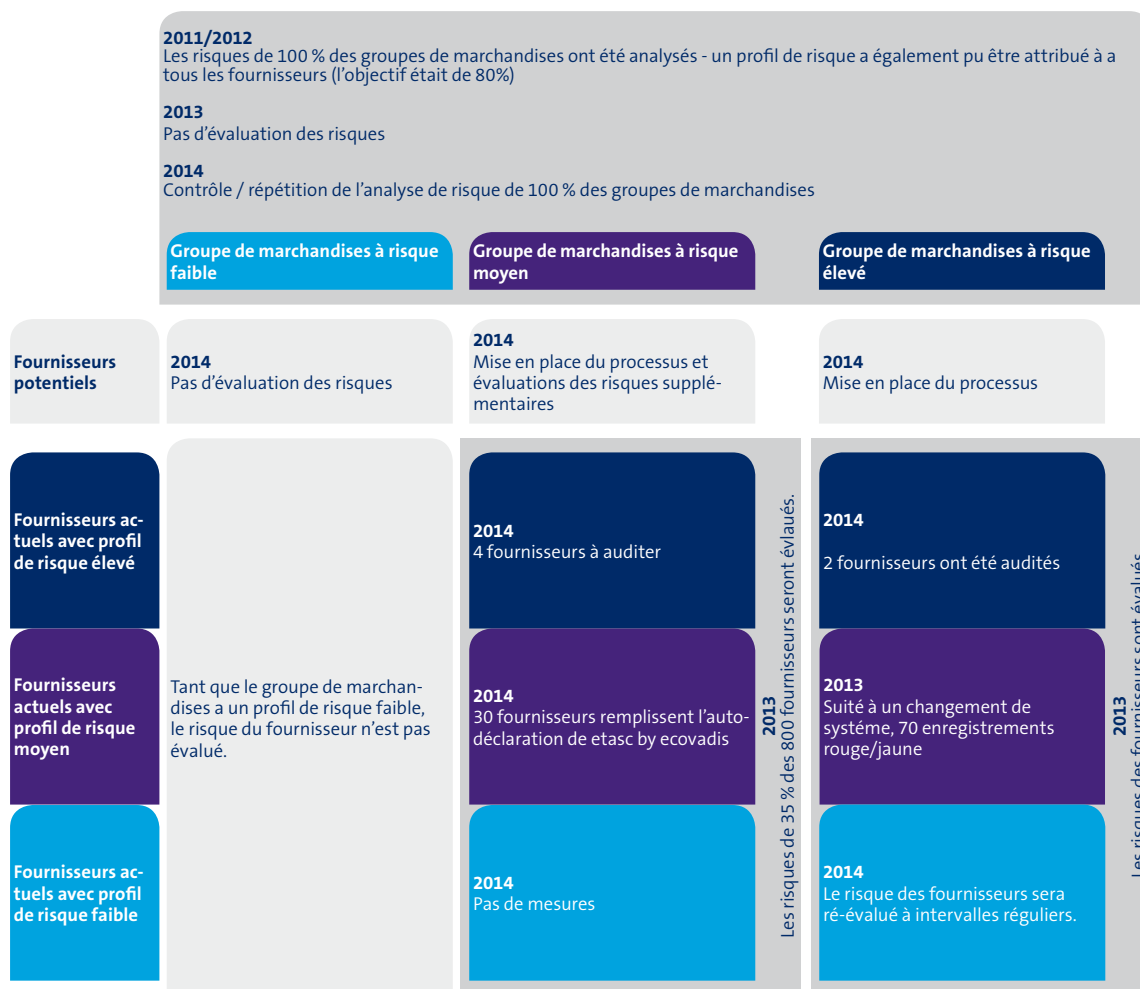 2011/2012
Les risques de 100 % des groupes de marchandises ont été analysés - un profil de risque a également pu être attribué à a
tous les fournisseurs (l’objectif était de 80%)
2013
Pas d’évaluation des risques
2014
Contrôle / répétition de l’analyse de risque de 100 % des groupes de marchandises
Groupe de marchandises à risque
faible
Groupe de marchandises à risque
moyen
Groupe de marchandises à risque
élevé
Fournisseurs
potentiels
2014
Pas d’évaluation des risques
2014
Mise en place du processus et
évaluations des risques supplé-
mentaires
2014
Mise en place du processus
Fournisseurs ac-
tuels avec profil
de risque élevé
Tant que le groupe de marchan-
dises a un profil de risque faible,
le risque du fournisseur n’est pas
évalué.
2014
4 fournisseurs à auditer
2014
2 fournisseurs ont été audités
Fournisseurs
actuels avec
profil de risque
moyen
2014
30 fournisseurs remplissent l’auto-
déclaration de etasc by ecovadis
2013
Suité à un changement de
systéme, 70 enregistrements
rouge/jaune
Fournisseurs ac-
tuels avec profil
de risque faible
2014
Pas de mesures
2014
Le risque des fournisseurs sera
ré-évalué à intervalles réguliers.
2013
Les risques de 35 % des 800 fournisseurs seront évlaués.
2013
Les risques des fournisseurs sont évalués